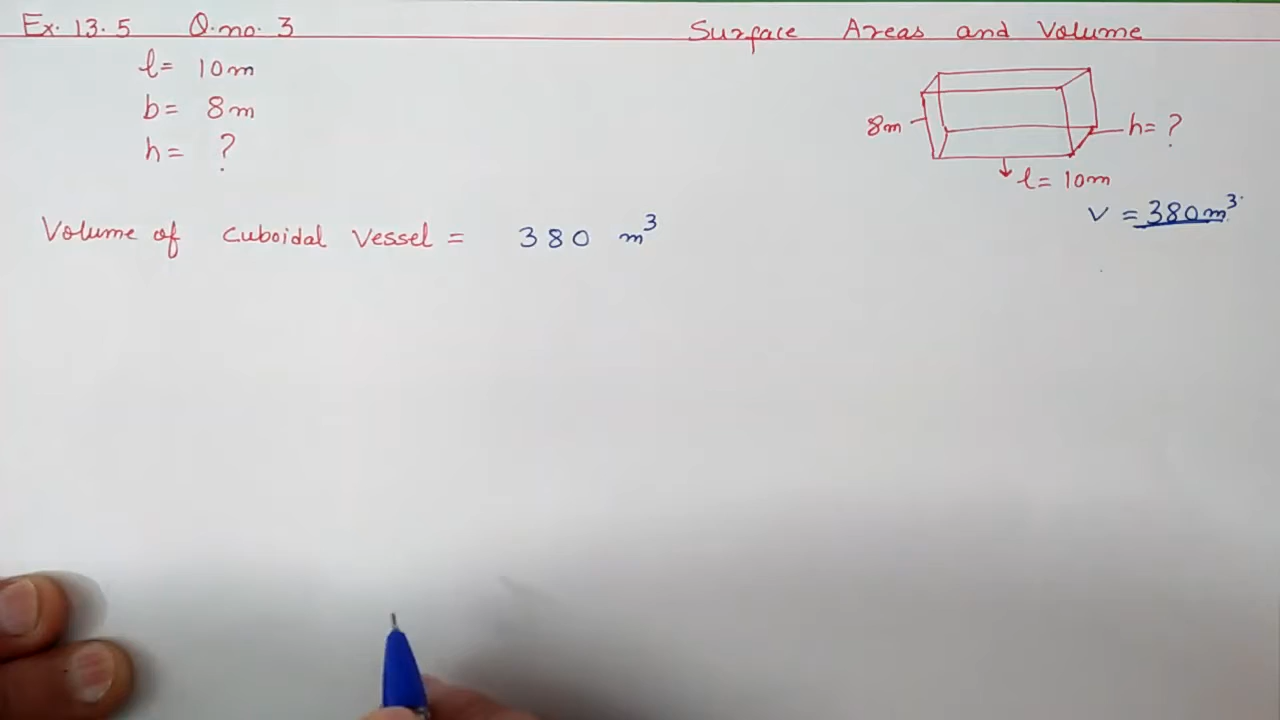 Ex. 13.5 Q.no. 3 Surface Areas and Volume
l= 10m
b= 8m
h= ?
8m
h= ?
l= 10m
V = 380m³
Volume of Cuboidal Vessel = 380 m³